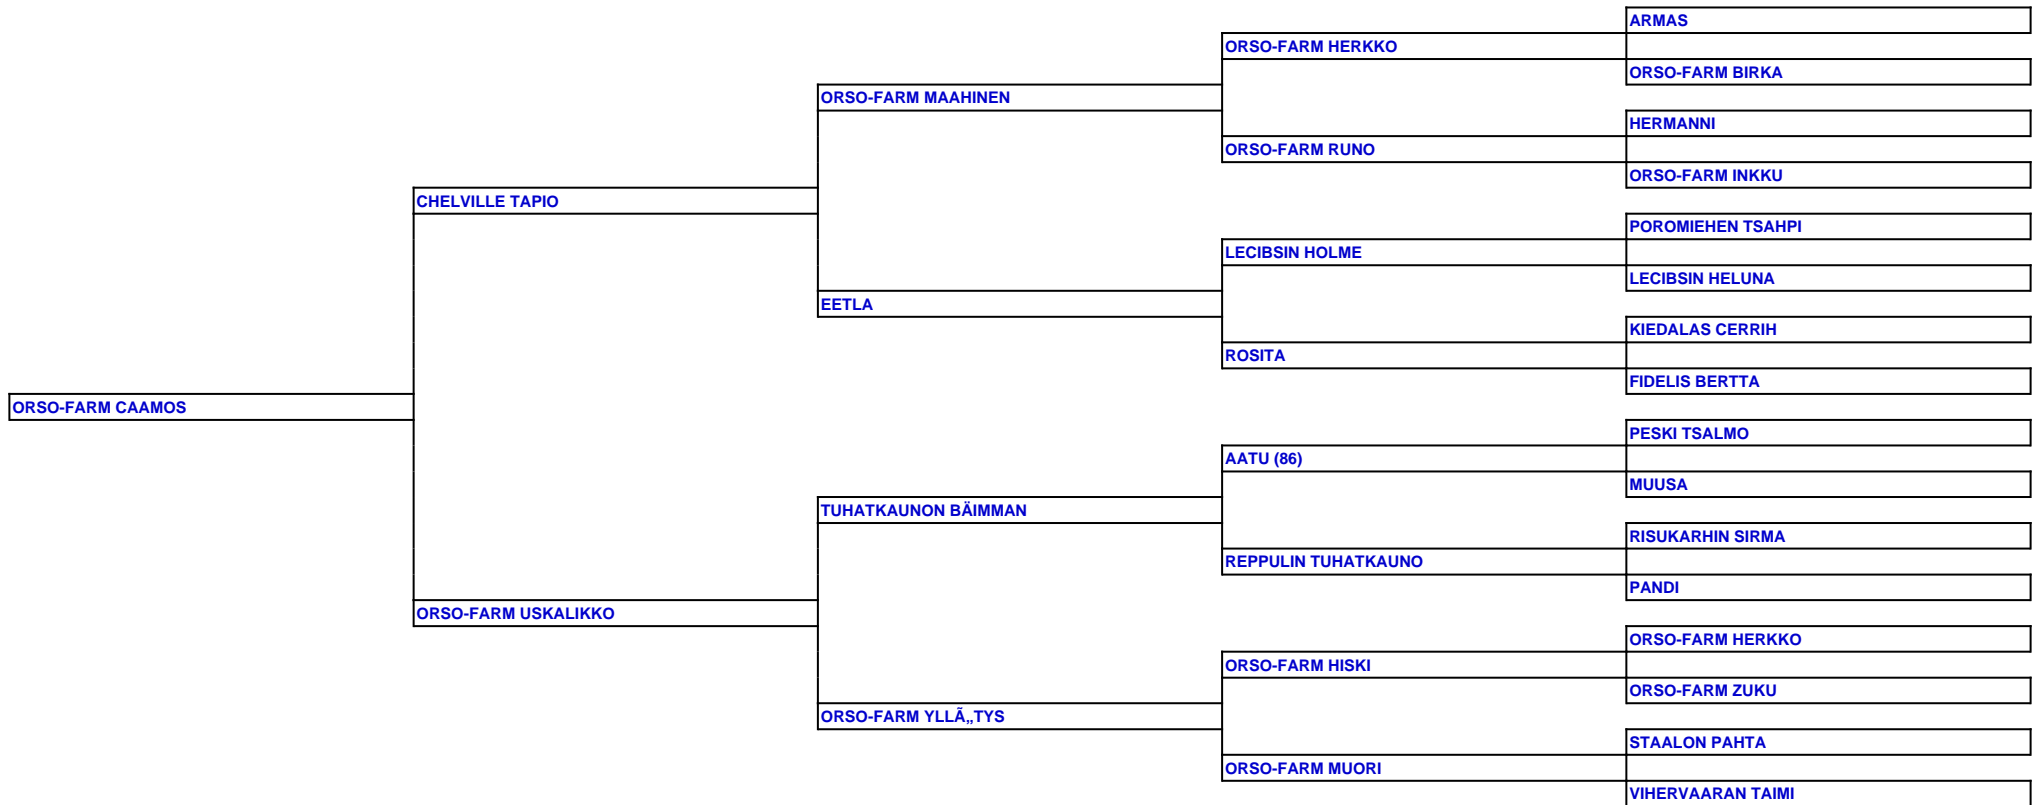 ARMAS
ORSO-FARM HERKKO
ORSO-FARM BIRKA
ORSO-FARM MAAHINEN
HERMANNI
ORSO-FARM RUNO
ORSO-FARM INKKU
CHELVILLE TAPIO
POROMIEHEN TSAHPI
LECIBSIN HOLME
LECIBSIN HELUNA
EETLA
KIEDALAS CERRIH
ROSITA
FIDELIS BERTTA
ORSO-FARM CAAMOS
PESKI TSALMO
AATU (86)
MUUSA
TUHATKAUNON BÄIMMAN
RISUKARHIN SIRMA
REPPULIN TUHATKAUNO
PANDI
ORSO-FARM USKALIKKO
ORSO-FARM HERKKO
ORSO-FARM HISKI
ORSO-FARM ZUKU
ORSO-FARM YLLÃ„TYS
STAALON PAHTA
ORSO-FARM MUORI
VIHERVAARAN TAIMI